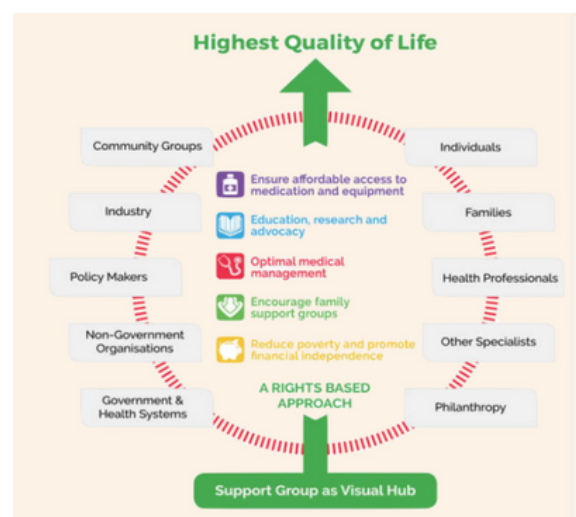 Highest Quality of Life
Community Groups
Individuals
Ensure affordable access to
medication and equipment
Industry
Families
Education, research and
advocacy
Policy Makers
Optimal medical
management
Health Professionals
Encourage family
support groups
Non-Government
Organisations
Other Specialists
Reduce poverty and promote
financial independence
Government &
Health Systems
A RIGHTS BASED
APPROACH
Philanthropy
Support Group as Visual Hub